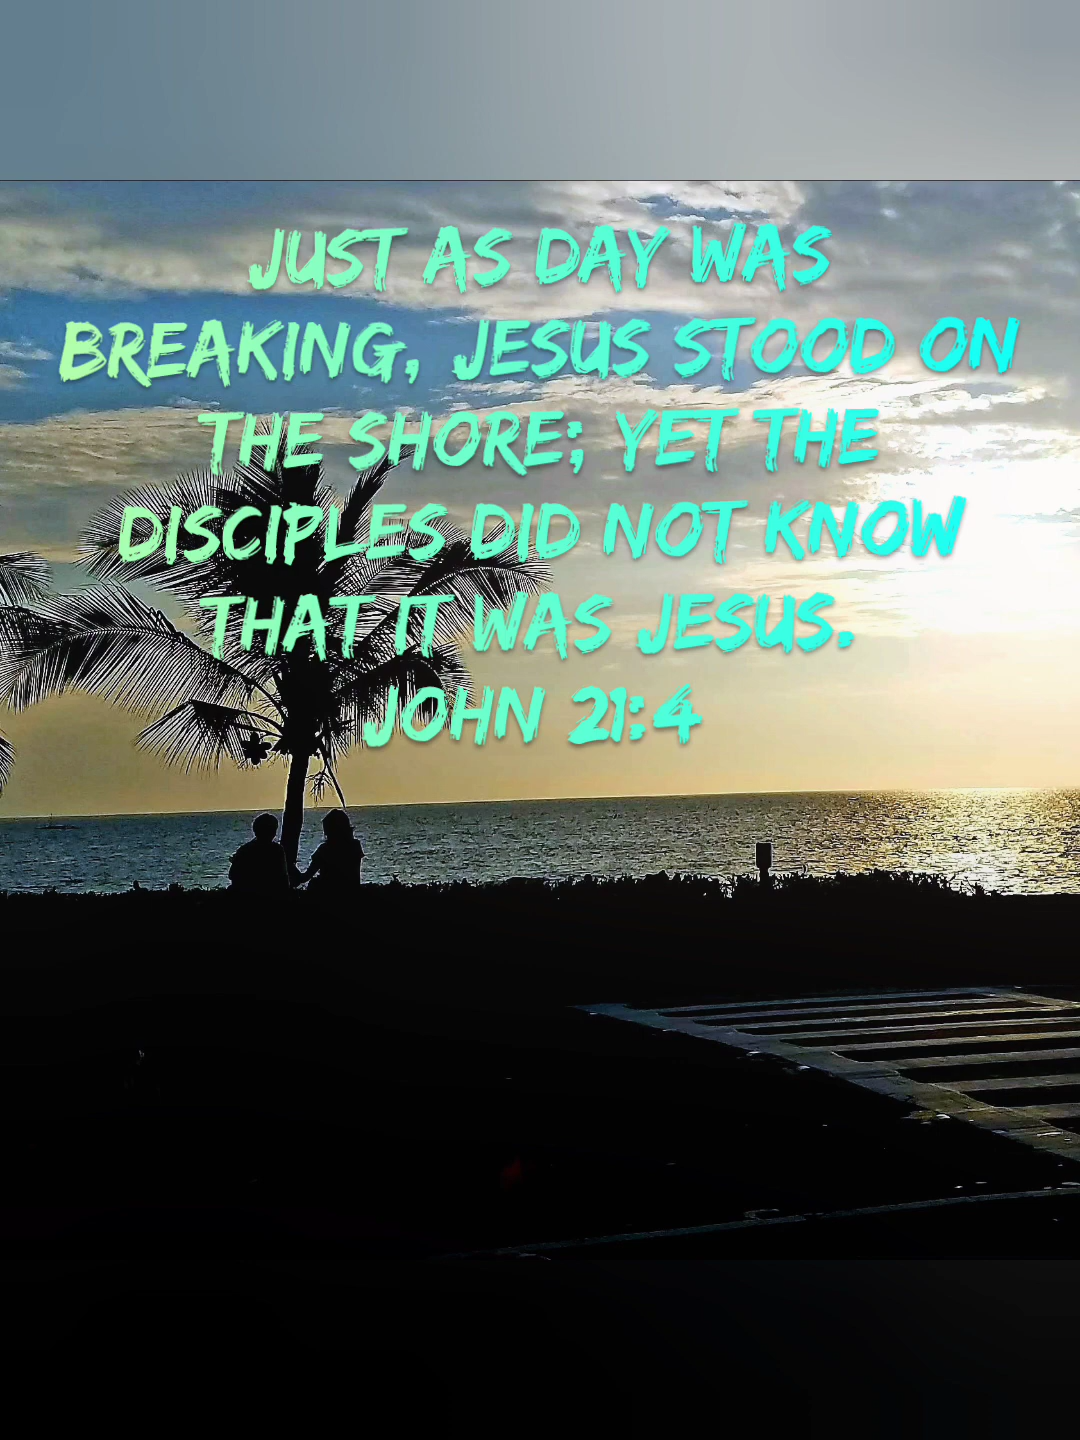 JUST AS DAY WAS
BREAKING, JESUS STOOD ON
THE SHORE; YET THE
DISCIPLES DID NOT KNOW
THAT IT WAS JESUS.
JOHN 21:4